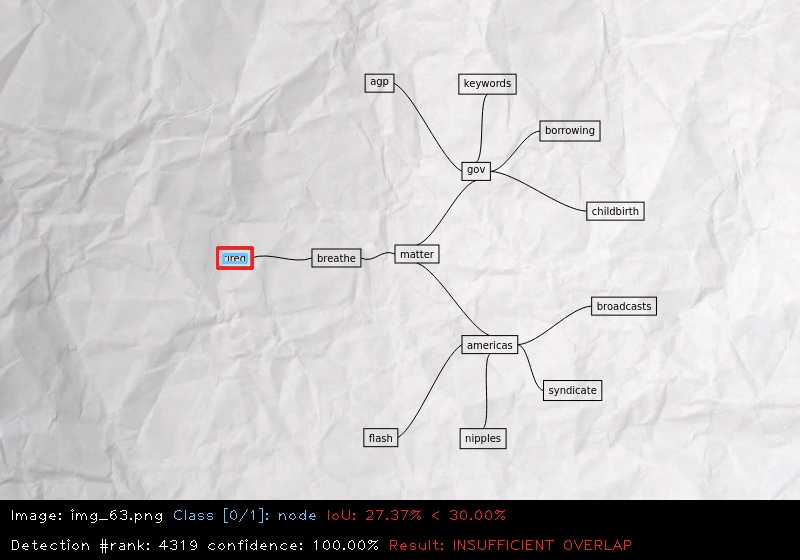 agp
keywords
borrowing
gov
childbirth
matter
breathe
broadcasts
americas
syndicate
flash
nipples
Image: img_63.png Class [0/1]: node IoU: 27.37% < 30.00%
Detection #rank: 4319 confidence: 100.00% Result: INSUFFICIENT OVERLAP